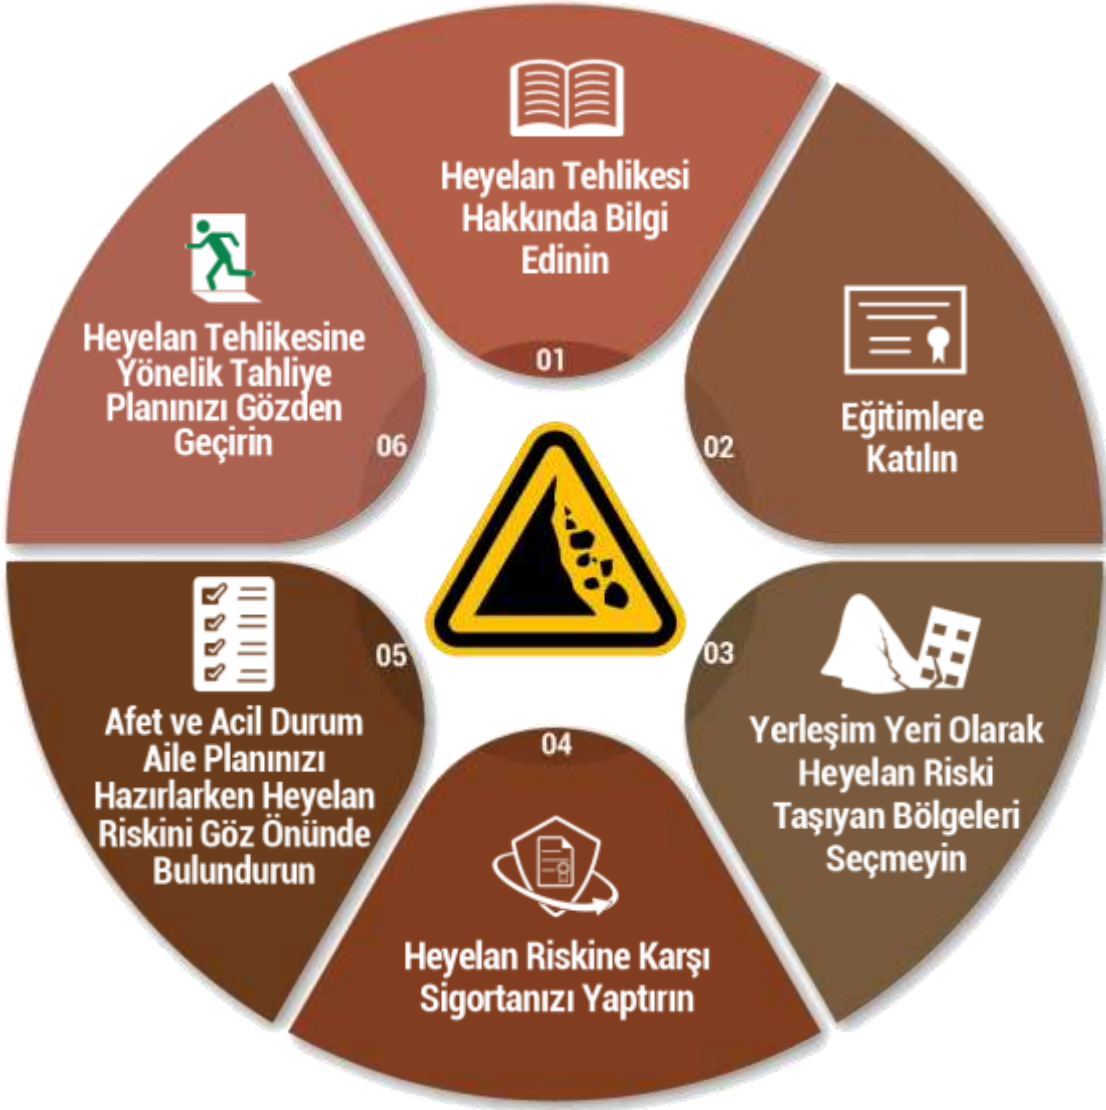 Heyelan Tehlikesi
Hakkında Bilgi
Edinin
01
Eğitimlere
Katılın
02
03
Yerleşim Yeri Olarak
Heyelan Riski
Taşıyan Bölgeleri
Seçmeyin
04
Heyelan Riskine Karşı
Sigortanızı Yaptırın
05
Afet ve Acil Durum
Aile Planınızı
Hazırlarken Heyelan
Riskini Göz Önünde
Bulundurun
Heyelan Tehlikesine
Yönelik Tahliye
Planınızı Gözden
Geçirin
06